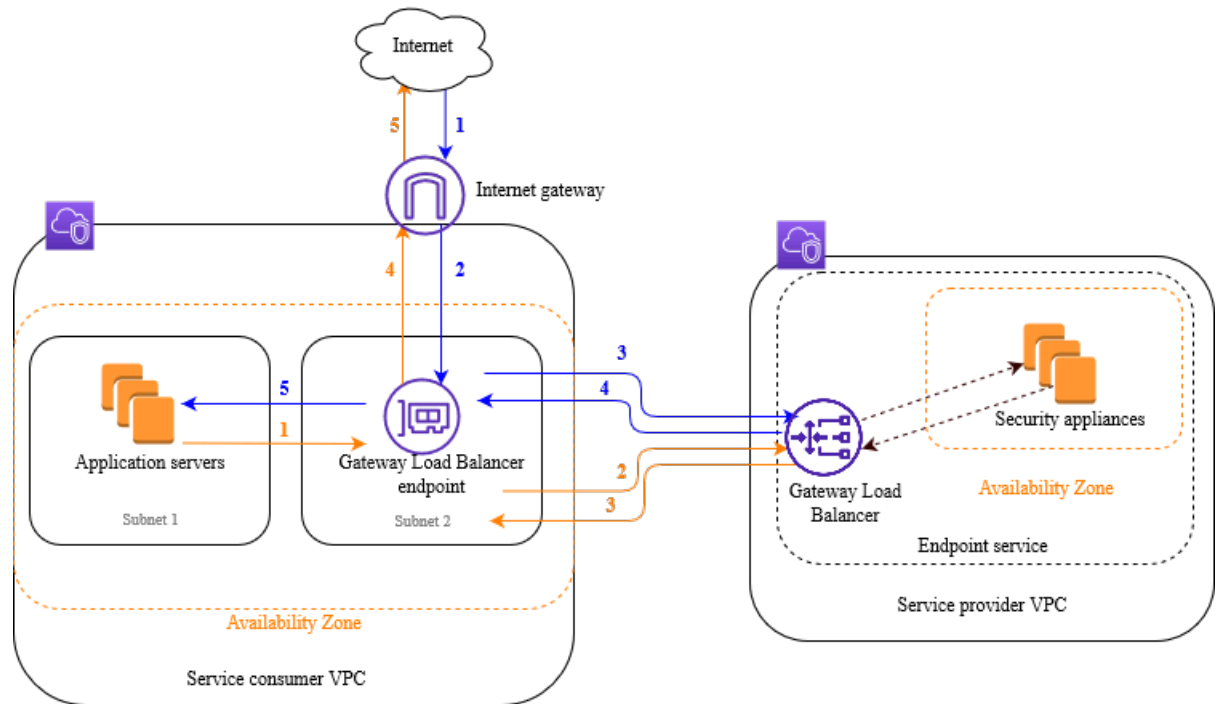 Internet
5
1
Internet gateway
4
2
3
4
5
1
Application servers
Subnet 1
Gateway Load Balancer
endpoint
Subnet 2
2
3
Gateway Load
Balancer
Security appliances
Availability Zone
Endpoint service
Service provider VPC
Availability Zone
Service consumer VPC